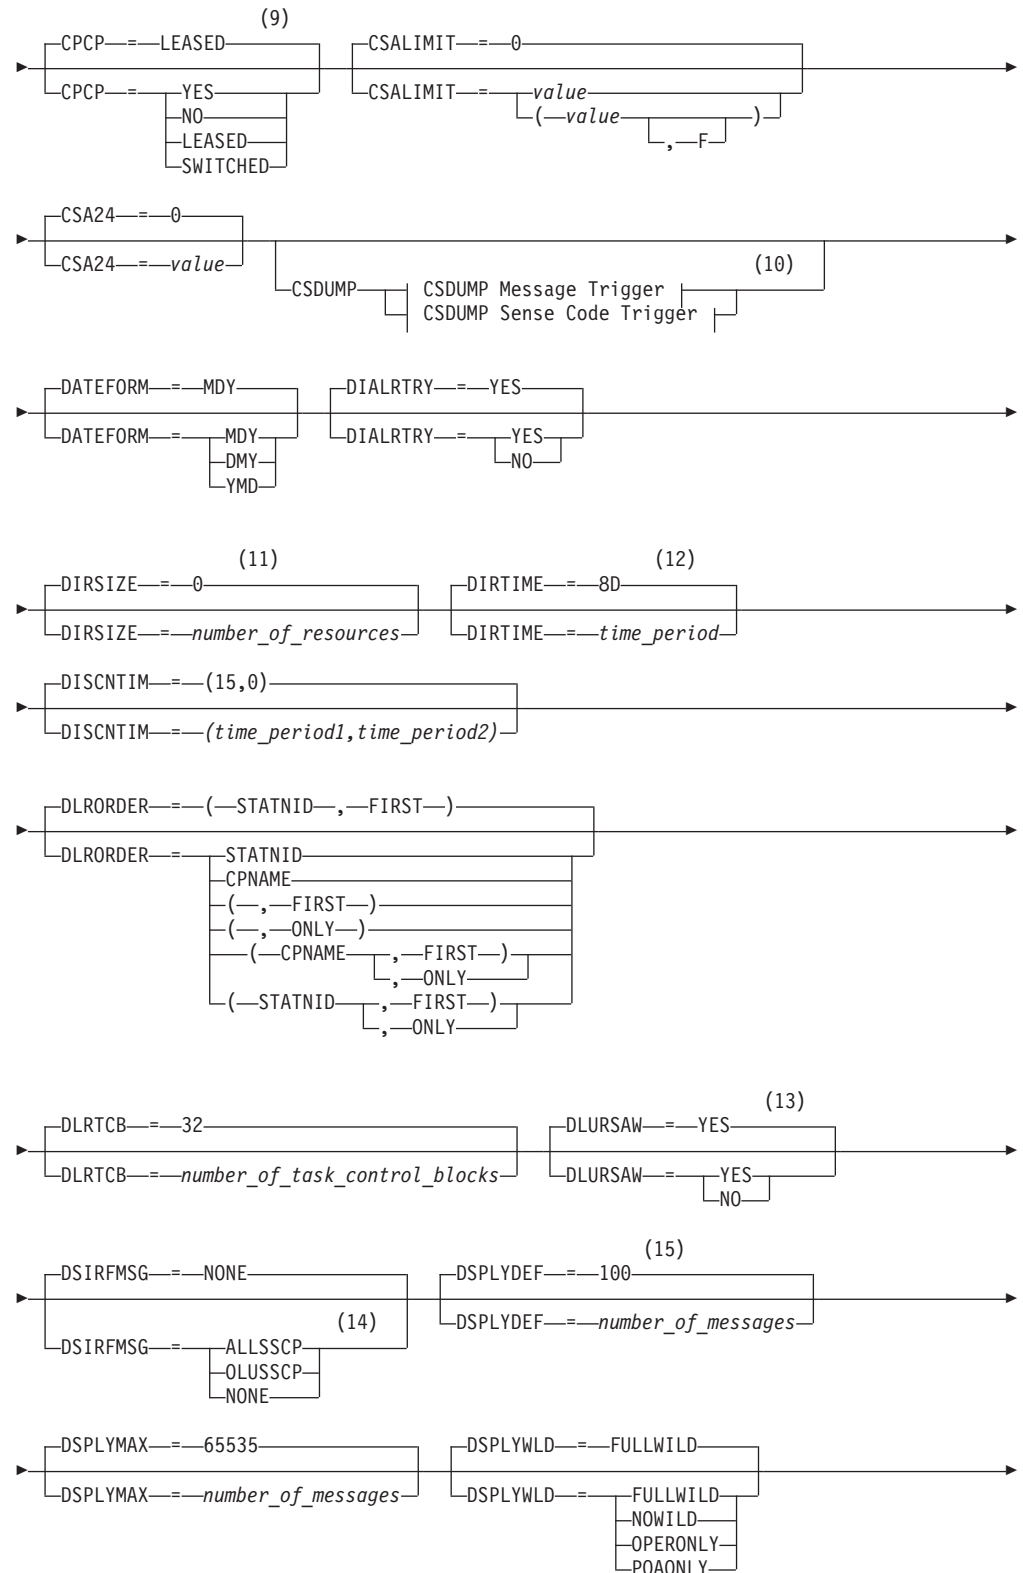 (9)
CPCP = LEASED CSALIMIT = 0
CPCP = YES CSALIMIT = value
NO ( value )
LEASED , F
SWITCHED
CSA24 = 0
CSA24 = value (10)
CSDUMP CSDUMP Message Trigger
CSDUMP Sense Code Trigger
DATEFORM = MDY DIALRTRY = YES
DATEFORM = MDY DIALRTRY = YES
DMY NO
YMD
(11) (12)
DIRSIZE = 0 DIRTIME = 8D
DIRSIZE = number_of_resources DIRTIME = time_period
DISCNTIM = (15,0)
DISCNTIM = (time_period1,time_period2)
DLRORDER = ( STATNID , FIRST )
DLRORDER = STATNID
CPNAME
( , FIRST )
( , ONLY )
( CPNAME , FIRST )
, ONLY
( STATNID , FIRST )
, ONLY
(13)
DLRTCB = 32 DLURSAW = YES
DLRTCB = number_of_task_control_blocks DLURSAW = YES
NO
(15)
DSIRFMSG = NONE DSPLYDEF = 100
(14) DSPLYDEF = number_of_messages
DSIRFMSG = ALLSSCP
OLUSSCP
NONE
DSPLYMAX = 65535 DSPLYWLD = FULLWILD
DSPLYMAX = number_of_messages DSPLYWLD = FULLWILD
NOWILD
OPERONLY
POAONLY